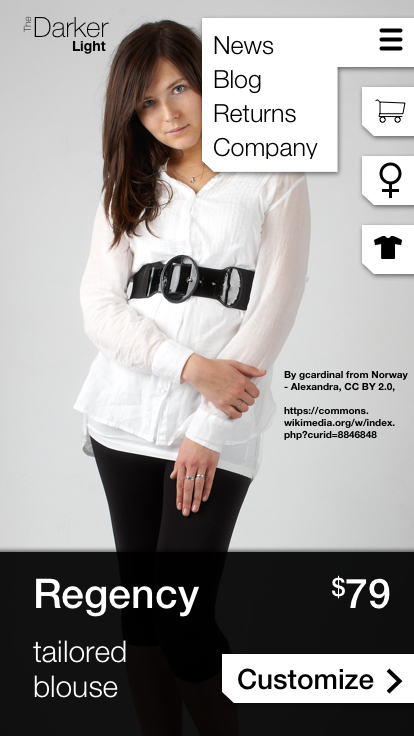 The Darker
Light
News
Blog
Returns
Company
By gcardinal from Norway
- Alexandra, CC BY 2.0,
https://commons.
wikimedia.org/w/index.
php?curid=8846848
Regency
$79
tailored
blouse
Customize